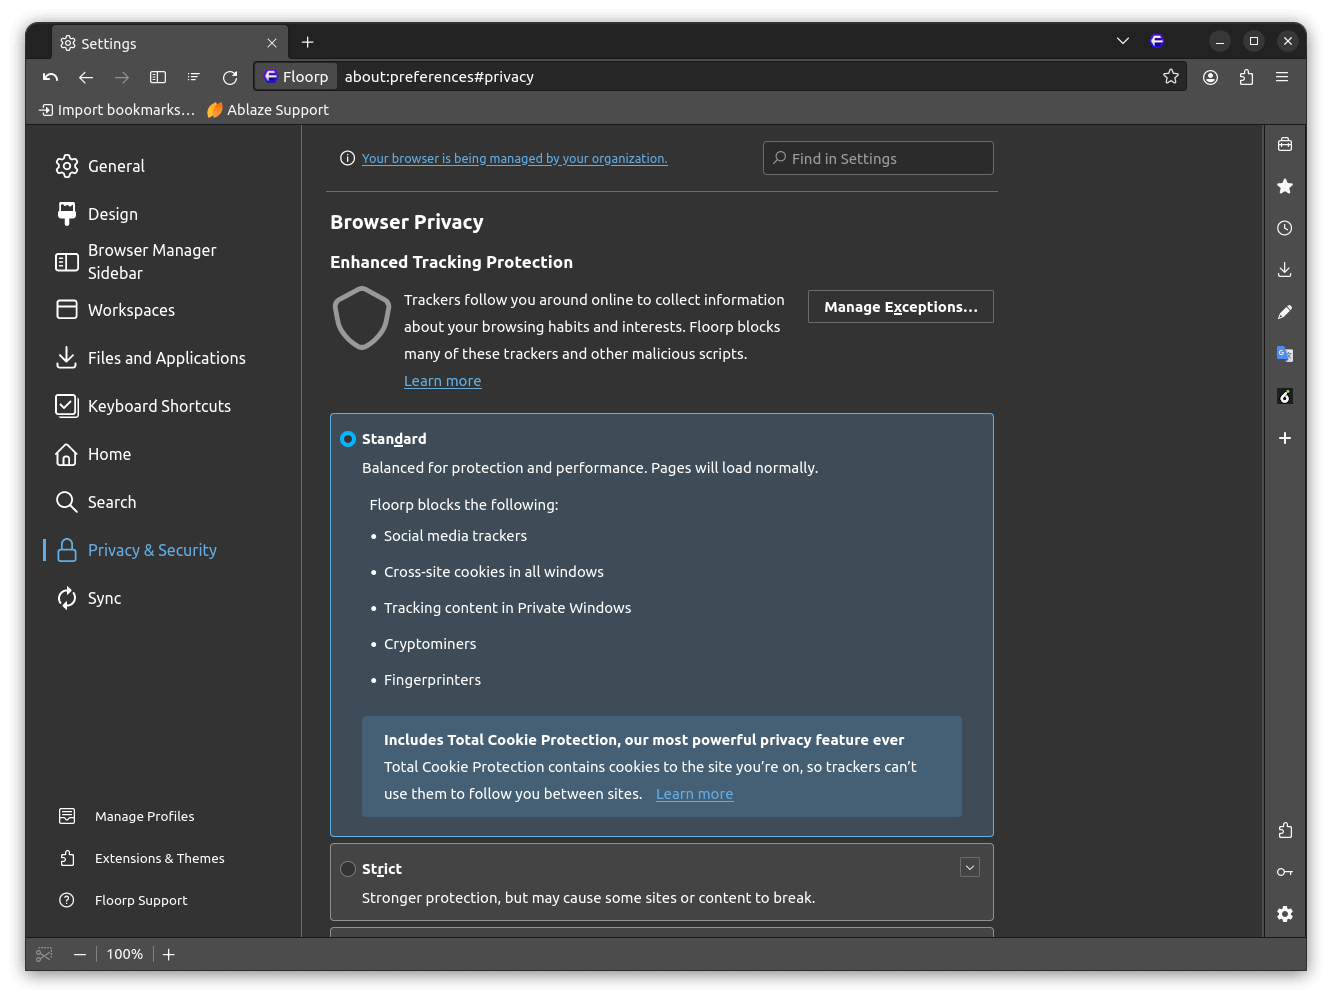 Settings
Floorp about:preferences#privacy
Import bookmarks... Ablaze Support
General
Design
Browser Manager
Sidebar
Workspaces
Files and Applications
Keyboard Shortcuts
Home
Search
Privacy & Security
Sync
Manage Profiles
Extensions & Themes
Floorp Support
Your browser is being managed by your organization.
Find in Settings
Browser Privacy
Enhanced Tracking Protection
Trackers follow you around online to collect information
about your browsing habits and interests. Floorp blocks
many of these trackers and other malicious scripts.
Learn more
Manage Exceptions...
Standard
Balanced for protection and performance. Pages will load normally.
Floorp blocks the following:
• Social media trackers
• Cross-site cookies in all windows
• Tracking content in Private Windows
• Cryptominers
• Fingerprinters
Includes Total Cookie Protection, our most powerful privacy feature ever
Total Cookie Protection contains cookies to the site you’re on, so trackers can’t
use them to follow you between sites. Learn more
Strict
Stronger protection, but may cause some sites or content to break.
100%